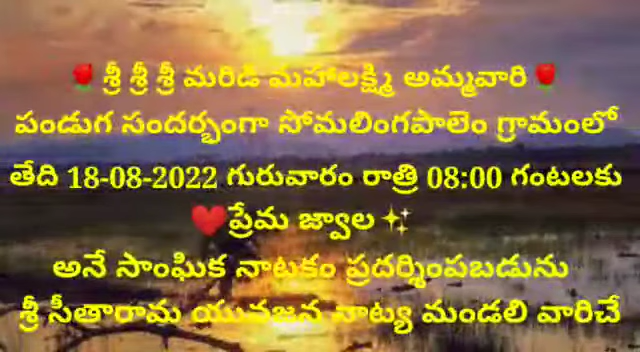 🌹శ్రీ శ్రీ శ్రీ మరిడి మహాలక్ష్మి అమ్మవారి🌹
పండుగ సందర్భంగా సోమలింగపాలెం గ్రామంలో
తేది 18-08-2022 గురువారం రాత్రి 08:00 గంటలకు
❤️ప్రేమ జ్వాల✨
అనే సాంఘిక నాటకం ప్రదర్శింపబడును
శ్రీ సీతారామ యువజన నాట్య మండలి వారిచే